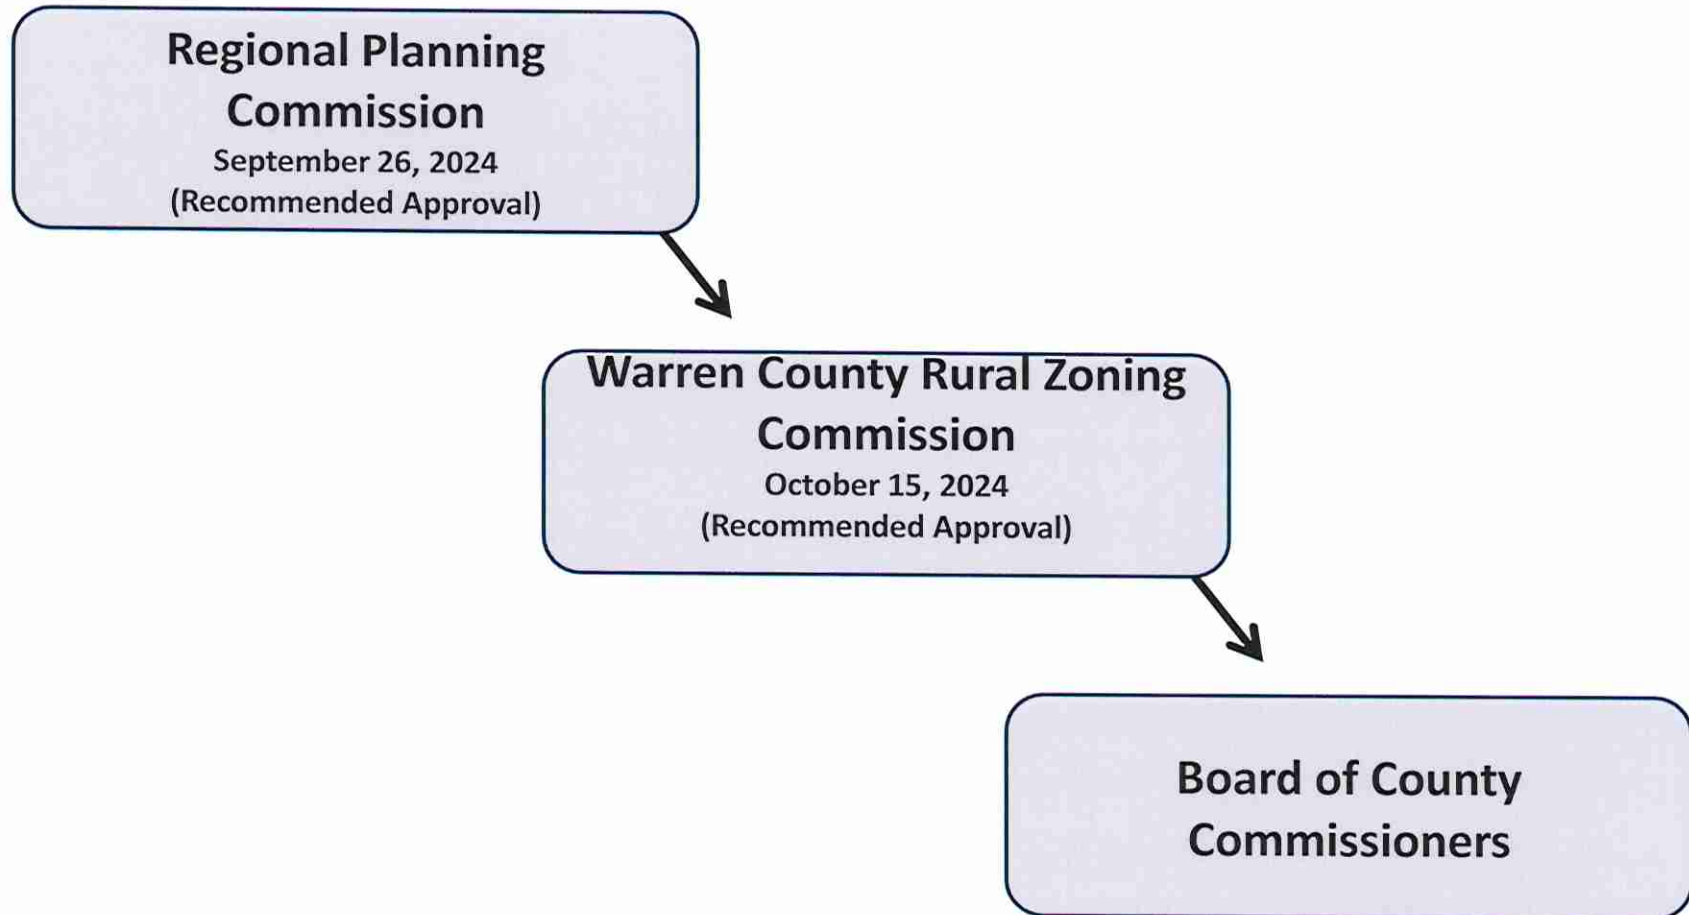 Regional Planning
Commission
September 26, 2024
(Recommended Approval)
Warren County Rural Zoning
Commission
October 15, 2024
(Recommended Approval)
Board of County
Commissioners